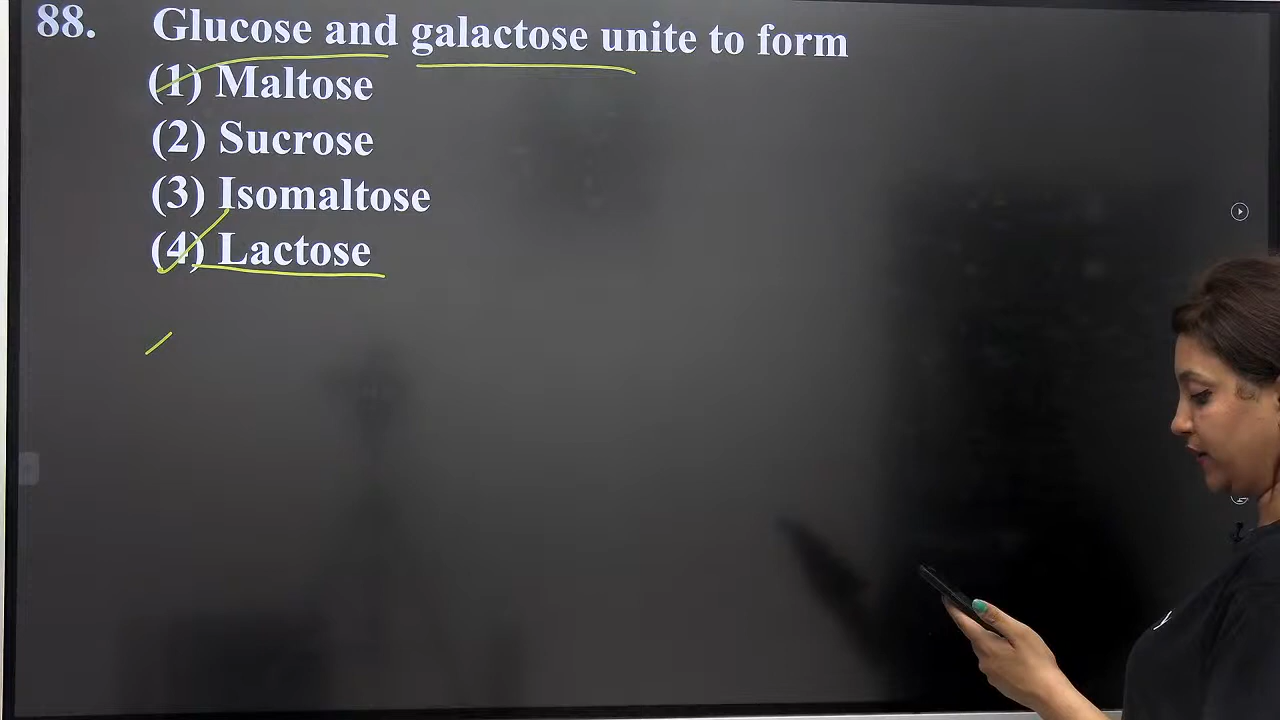 88. Glucose and galactose unite to form
(1) Maltose
(2) Sucrose
(3) Isomaltose
(4) Lactose